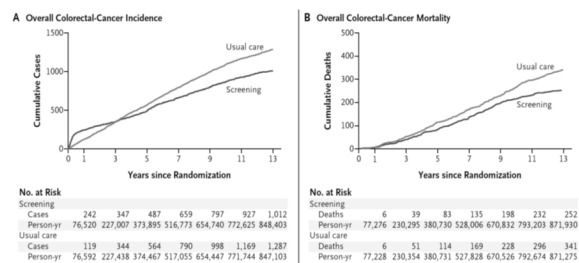 A Overall Colorectal-Cancer Incidence
1500
1000
500
0
Cumulative Cases
Usual care
Screening
0 1 3 5 7 9 11 13
Years since Randomization
No. at Risk
Screening
Cases 242 347 487 659 797 927 1,012
Person-yr 76,520 227,007 373,895 516,773 654,740 772,625 848,403
Usual care
Cases 119 344 564 790 998 1,169 1,287
Person-yr 76,592 227,438 374,467 517,055 654,447 771,744 847,103
B Overall Colorectal-Cancer Mortality
500
400
300
200
100
0
Cumulative Deaths
Usual care
Screening
0 1 3 5 7 9 11 13
Years since Randomization
No. at Risk
Screening
Deaths 6 39 83 135 198 232 252
Person-yr 77,276 230,295 380,730 528,006 670,832 793,203 871,930
Usual care
Deaths 6 51 114 169 228 296 341
Person-yr 77,228 230,354 380,731 527,828 670,526 792,674 871,275